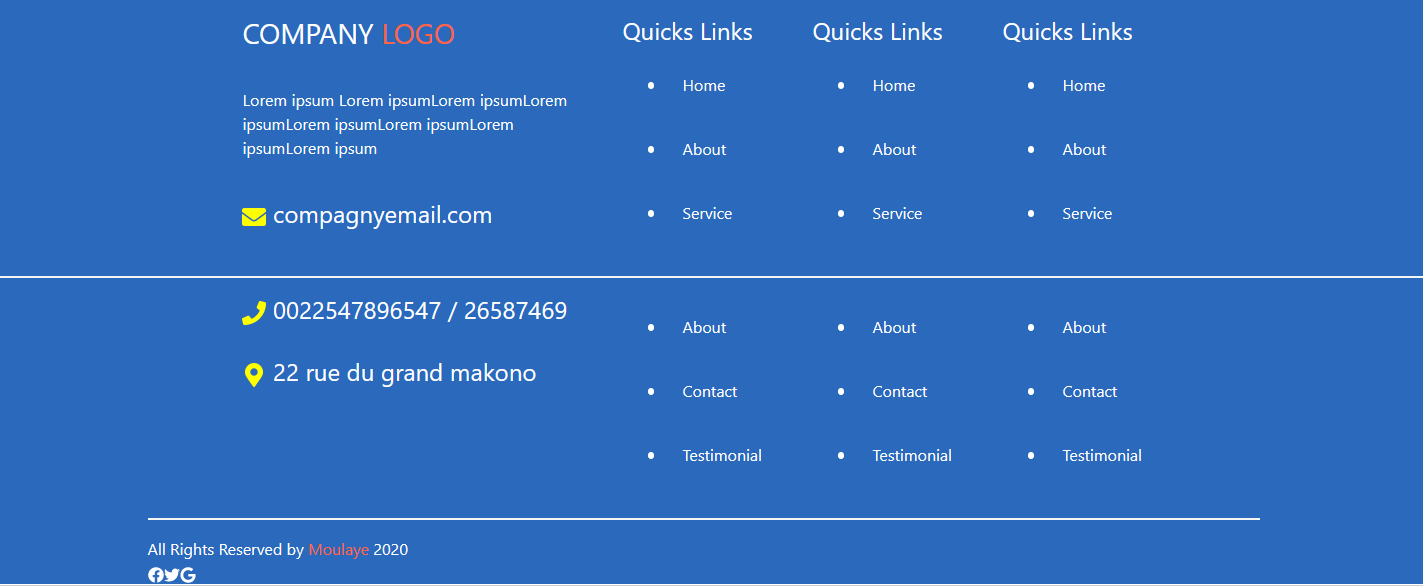 COMPANY LOGO
Lorem ipsum Lorem ipsumLorem ipsumLorem
ipsumLorem ipsumLorem ipsumLorem
ipsumLorem ipsum
compagnyemail.com
0022547896547 / 26587469
22 rue du grand makono
Quicks Links
Home
About
Service
About
Contact
Testimonial
Quicks Links
Home
About
Service
About
Contact
Testimonial
Quicks Links
Home
About
Service
About
Contact
Testimonial
All Rights Reserved by Moulaye 2020